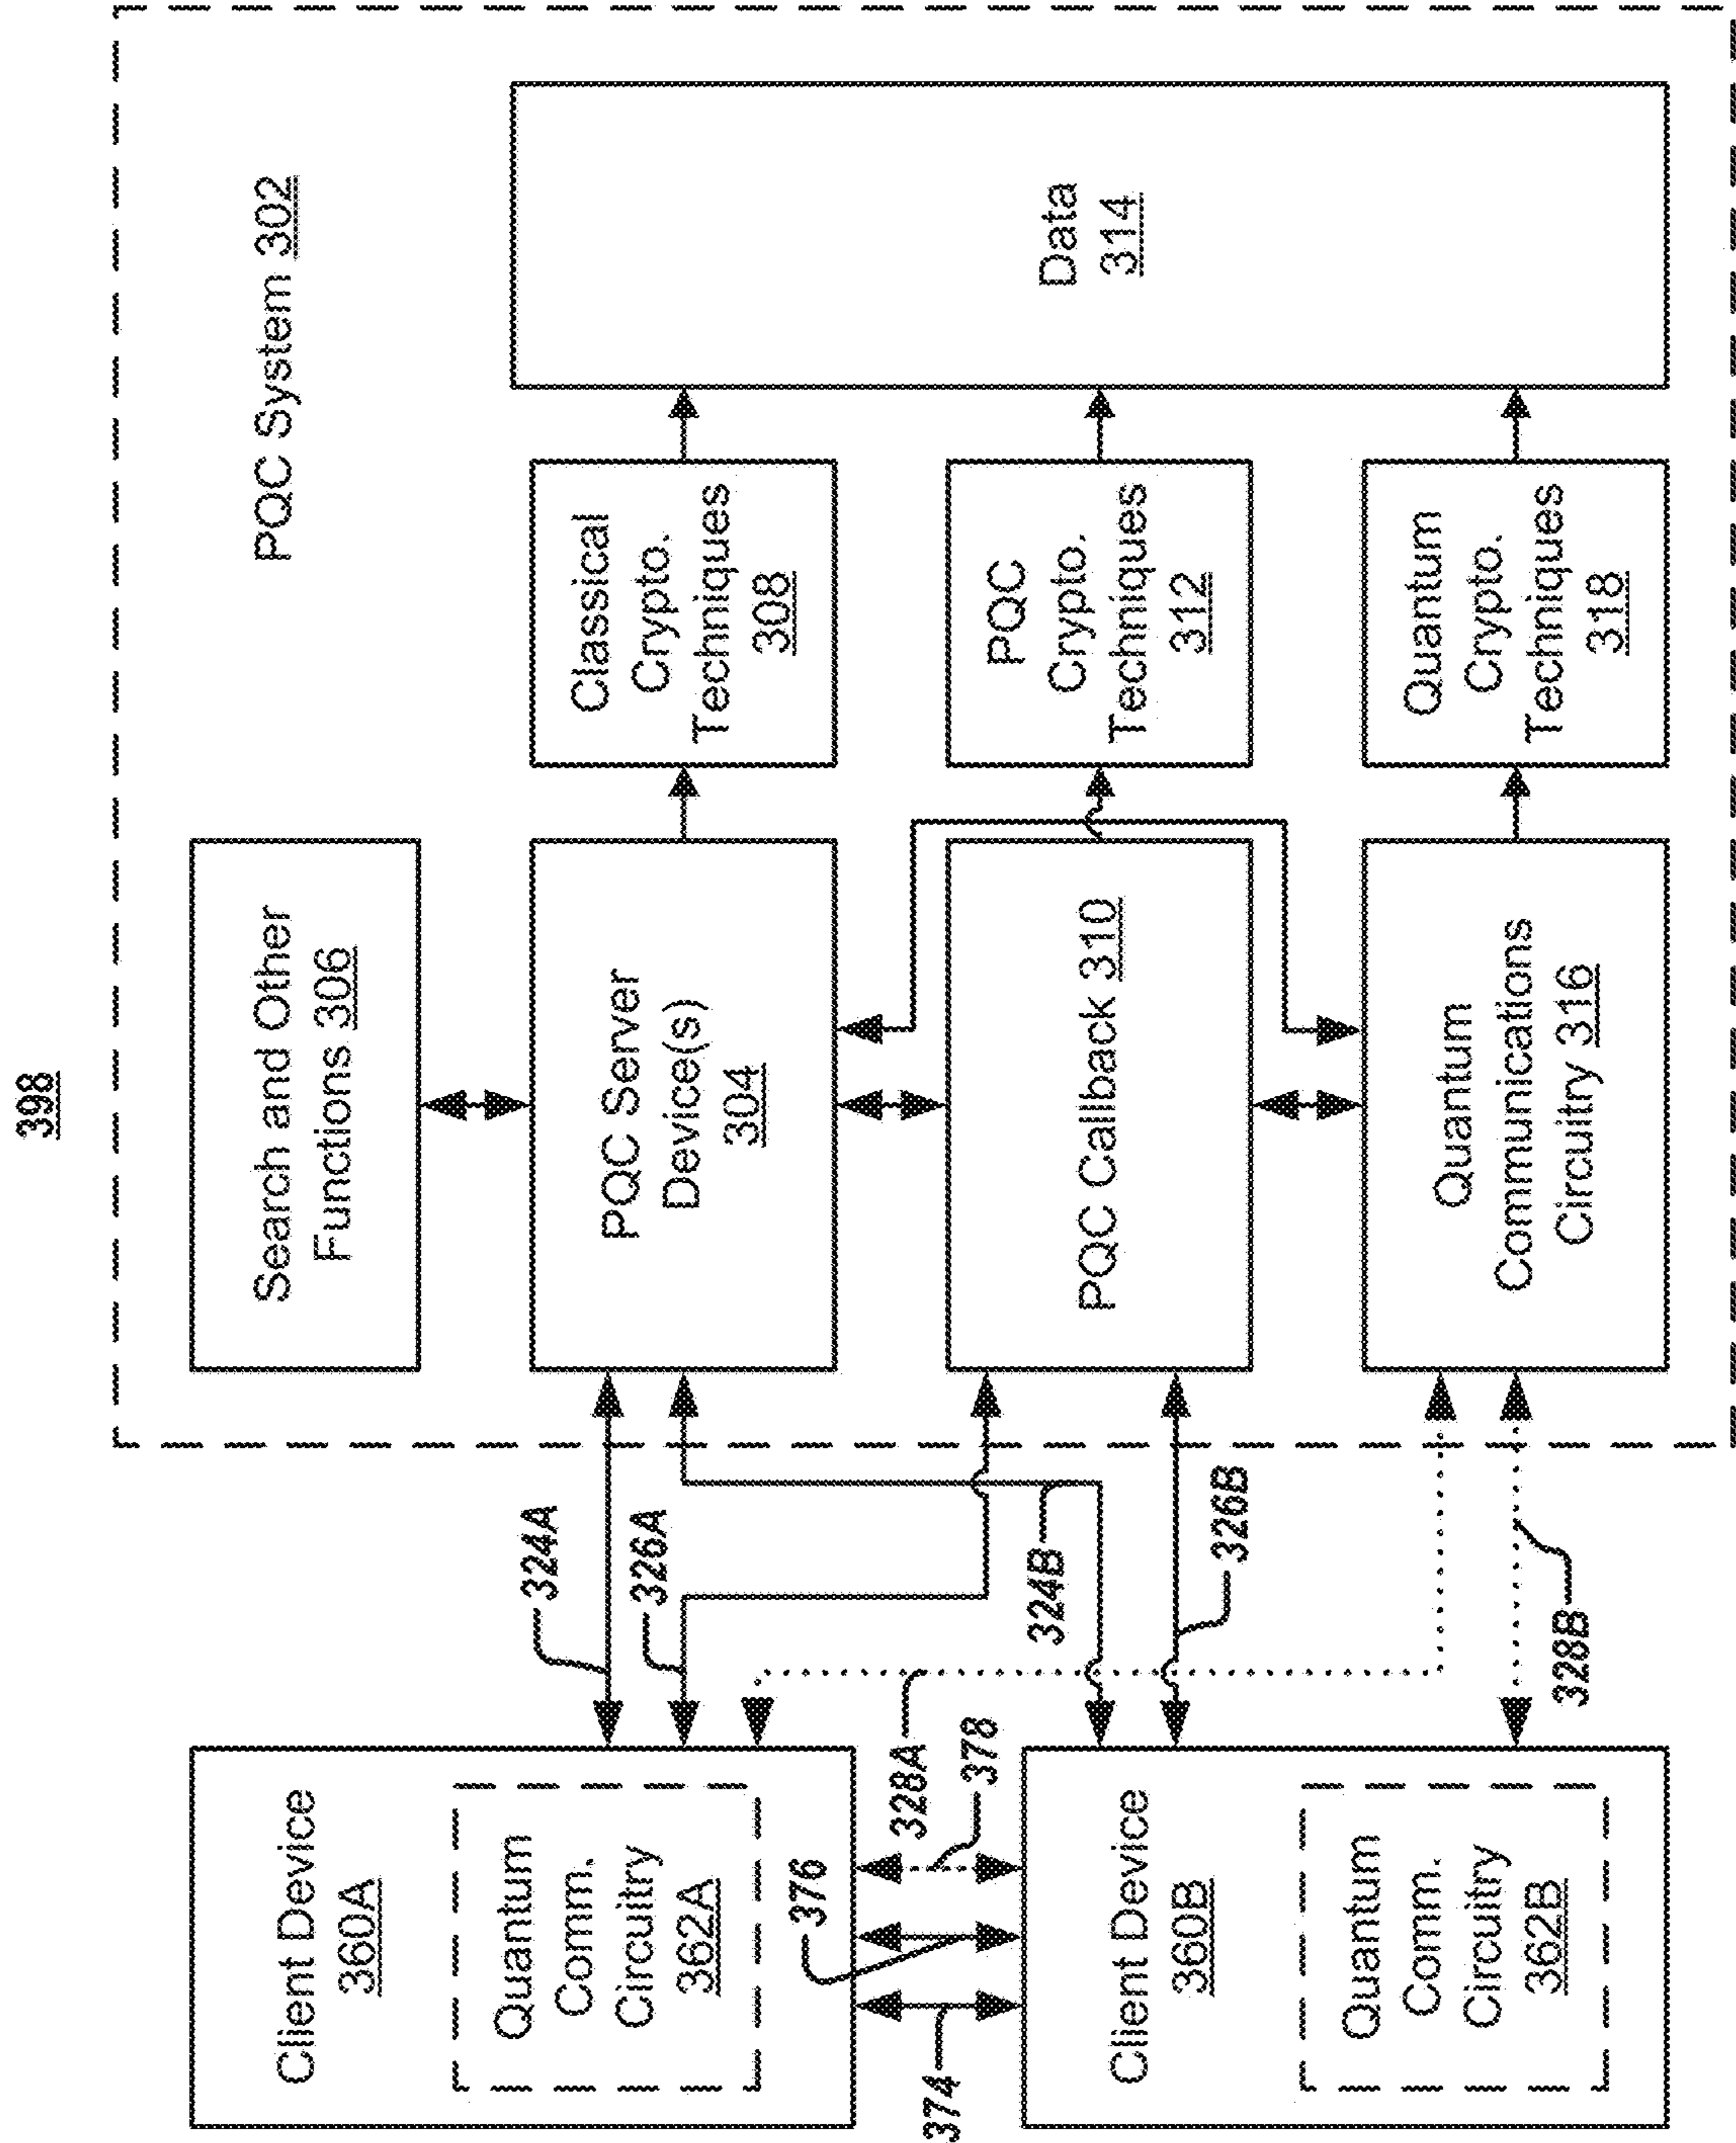 398
PQC System 302
Search and Other
Functions 306
Client Device
360A
Quantum
Comm.
Circuitry
362A
324A
326A
PQC Server
Device(s)
304
Classical
Crypto.
Techniques
308
Data
314
376
374
328A
378
324B
326B
PQC Callback 310
PQC
Crypto.
Techniques
312
Client Device
360B
Quantum
Comm.
Circuitry
362B
328B
Quantum
Communications
Circuitry 316
Quantum
Crypto.
Techniques
318